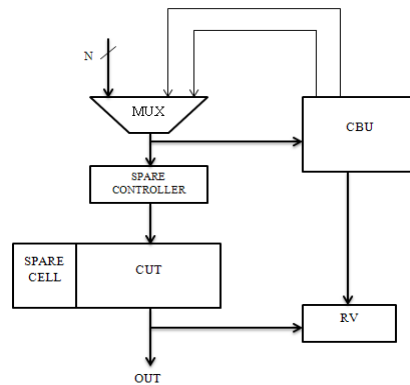 N
MUX
CBU
SPARE
CONTROLLER
SPARE
CELL
CUT
RV
OUT